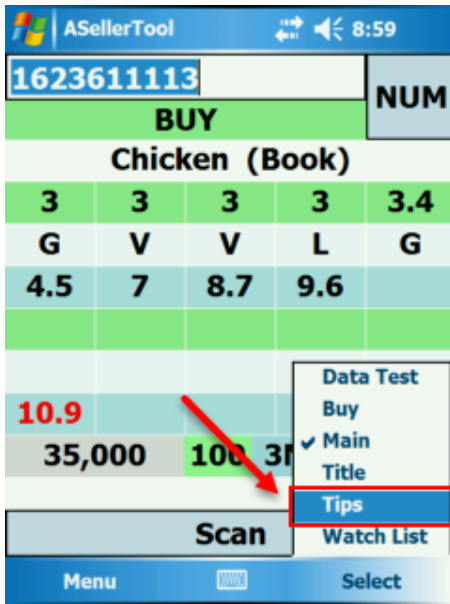 ASellerTool 8:59
1623611113 NUM
BUY
Chicken (Book)
3 3 3 3 3.4
G V V L G
4.5 7 8.7 9.6
Data Test
10.9 Buy
Main
35,000 100
Title
Tips
Scan Watch List
Menu Select